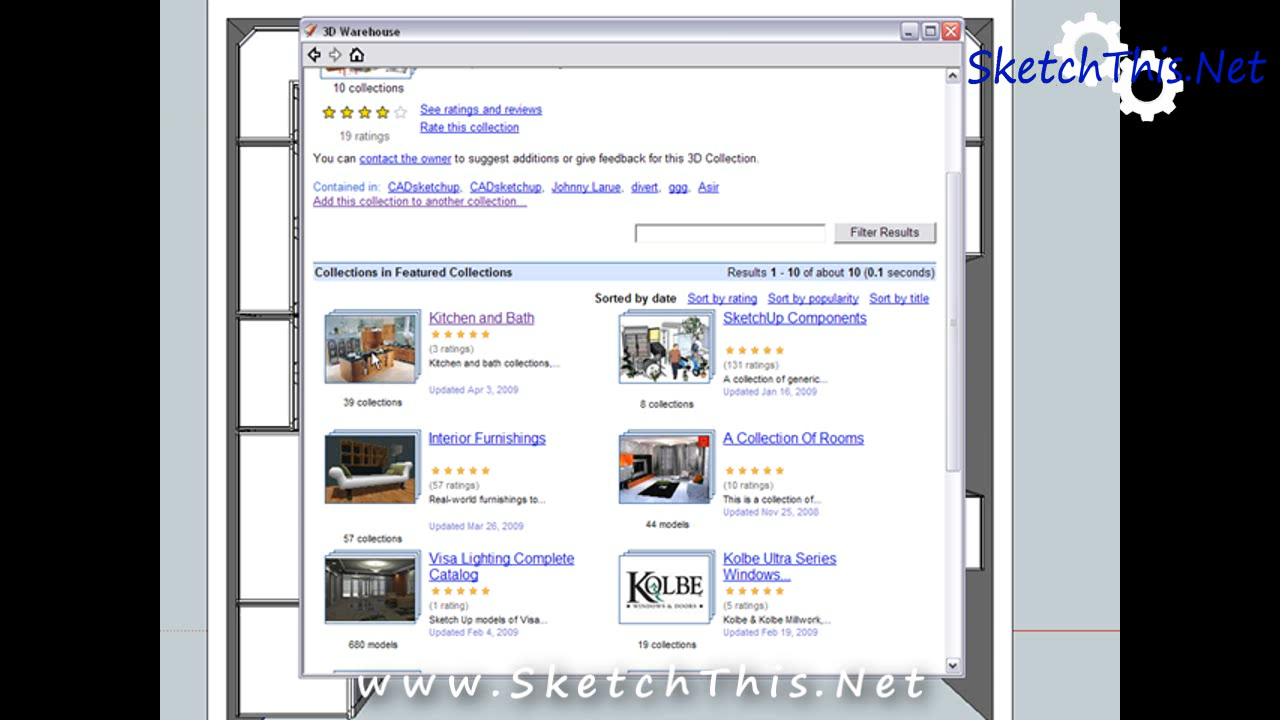 3D Warehouse
SketchThis.Net
10 collections
See ratings and reviews
Rate this collection
19 ratings
You can contact the owner to suggest additions or give feedback for this 3D Collection.
Contained in: CADsketchup, CADsketchup, Johnny Larue, divert, ggg, Asir
Add this collection to another collection...
Filter Results
Collections in Featured Collections
Results 1 - 10 of about 10 (0.1 seconds)
Sorted by date Sort by rating Sort by popularity Sort by title
Kitchen and Bath
(3 ratings)
Kitchen and bath collections,...
Updated Apr 3, 2009
39 collections
SketchUp Components
(131 ratings)
A collection of generic...
Updated Jan 16, 2009
8 collections
Interior Furnishings
(57 ratings)
Real-world furnishings to...
Updated Mar 26, 2009
57 collections
A Collection Of Rooms
(10 ratings)
This is a collection of...
Updated Nov 25, 2008
44 models
Visa Lighting Complete
Catalog
(1 rating)
Sketch Up models of Visa...
Updated Feb 4, 2009
680 models
KOLBE
WINDOWS & DOORS
Kolbe Ultra Series
Windows...
(5 ratings)
Kolbe & Kolbe Millwork,...
Updated Feb 19, 2009
19 collections
www.SketchThis.Net